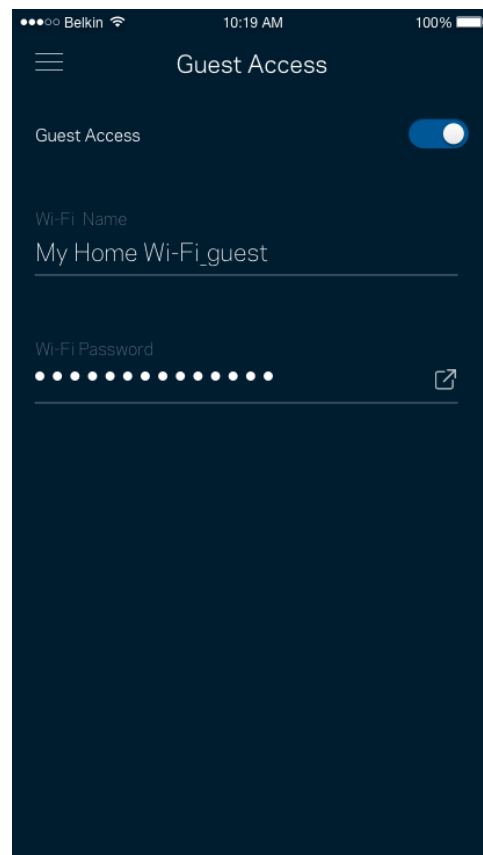 Belkin 10:19 AM 100%
Guest Access
Guest Access
Wi-Fi Name
My Home Wi-Fi_guest
Wi-Fi Password
●●●●●●●●●●●●●●